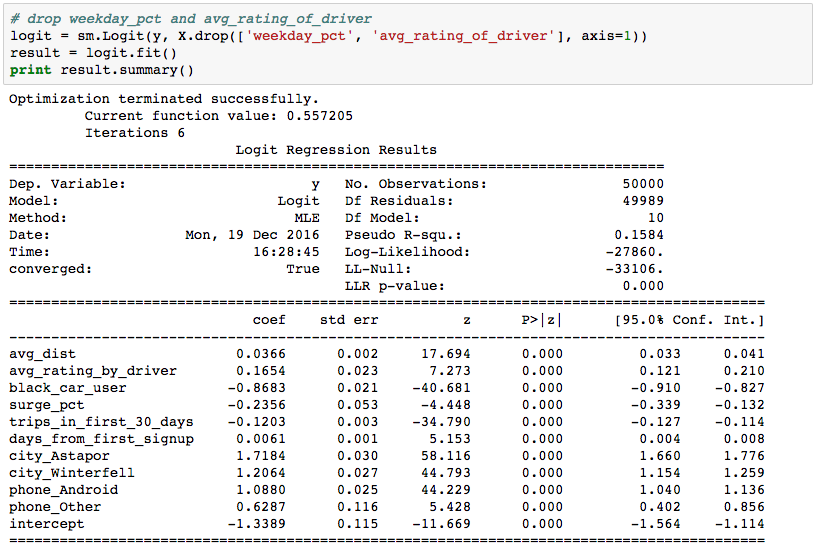 # drop weekday_pct and avg_rating_of_driver
logit = sm.Logit(y, X.drop(['weekday_pct', 'avg_rating_of_driver'], axis=1))
result = logit.fit()
print result.summary()
Optimization terminated successfully.
         Current function value: 0.557205
         Iterations 6
                           Logit Regression Results
==============================================================================
Dep. Variable:                      y   No. Observations:                50000
Model:                          Logit   Df Residuals:                    49989
Method:                           MLE   Df Model:                           10
Date:                Mon, 19 Dec 2016   Pseudo R-squ.:                  0.1584
Time:                        16:28:45   Log-Likelihood:                -27860.
converged:                       True   LL-Null:                       -33106.
                                        LLR p-value:                     0.000
==========================================================================================
                             coef    std err          z      P>|z|      [95.0% Conf. Int.]
------------------------------------------------------------------------------------------
avg_dist                   0.0366      0.002     17.694      0.000         0.033     0.041
avg_rating_by_driver       0.1654      0.023      7.273      0.000         0.121     0.210
black_car_user            -0.8683      0.021    -40.681      0.000        -0.910    -0.827
surge_pct                 -0.2356      0.053     -4.448      0.000        -0.339    -0.132
trips_in_first_30_days    -0.1203      0.003    -34.790      0.000        -0.127    -0.114
days_from_first_signup     0.0061      0.001      5.153      0.000         0.004     0.008
city_Astapor               1.7184      0.030     58.116      0.000         1.660     1.776
city_Winterfell            1.2064      0.027     44.793      0.000         1.154     1.259
phone_Android              1.0880      0.025     44.229      0.000         1.040     1.136
phone_Other                0.6287      0.116      5.428      0.000         0.402     0.856
intercept                 -1.3389      0.115    -11.669      0.000        -1.564    -1.114
==========================================================================================